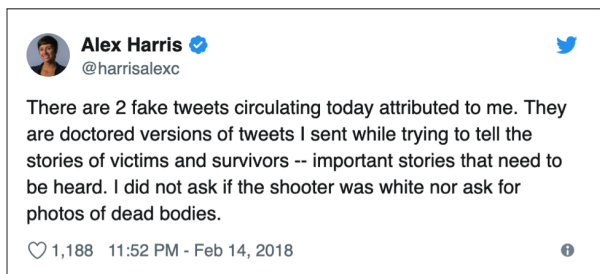 Alex Harris
@harrisalexc
There are 2 fake tweets circulating today attributed to me. They
are doctored versions of tweets I sent while trying to tell the
stories of victims and survivors -- important stories that need to
be heard. I did not ask if the shooter was white nor ask for
photos of dead bodies.
1,188 11:52 PM - Feb 14, 2018